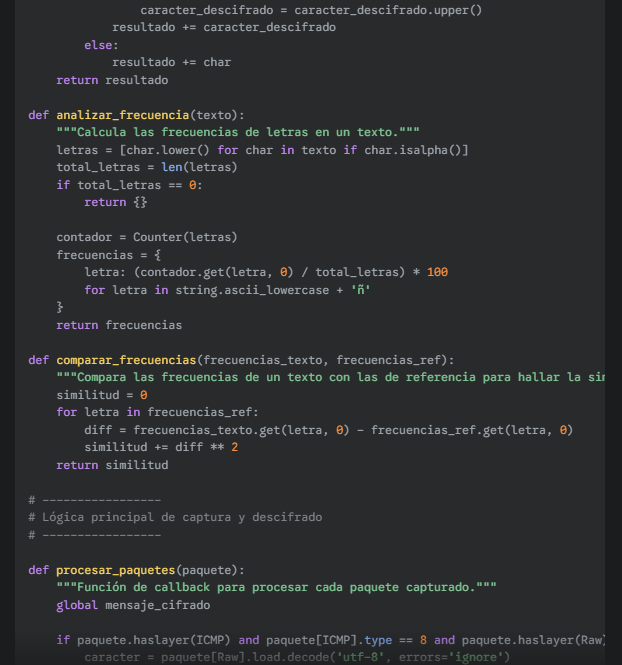 caracter_descifrado = caracter_descifrado.upper()
resultado += caracter_descifrado
else:
resultado += char
return resultado
def analizar_frecuencia(texto):
"""Calcula las frecuencias de letras en un texto."""
letras = [char.lower() for char in texto if char.isalpha()]
total_letras = len(letras)
if total_letras == 0:
return {}
contador = Counter(letras)
frecuencias = {
letra: (contador.get(letra, 0) / total_letras) * 100
for letra in string.ascii_lowercase + 'ñ'
}
return frecuencias
def comparar_frecuencias(frecuencias_texto, frecuencias_ref):
"""Compara las frecuencias de un texto con las de referencia para hallar la sim
similitud = 0
for letra in frecuencias_ref:
diff = frecuencias_texto.get(letra, 0) - frecuencias_ref.get(letra, 0)
similitud += diff ** 2
return similitud
# -----------------
# Lógica principal de captura y descifrado
# -----------------
def procesar_paquetes(paquete):
"""Función de callback para procesar cada paquete capturado."""
global mensaje_cifrado
if paquete.haslayer(ICMP) and paquete[ICMP].type == 8 and paquete.haslayer(Raw)
caracter = paquete[Raw].load.decode('utf-8', errors='ignore')